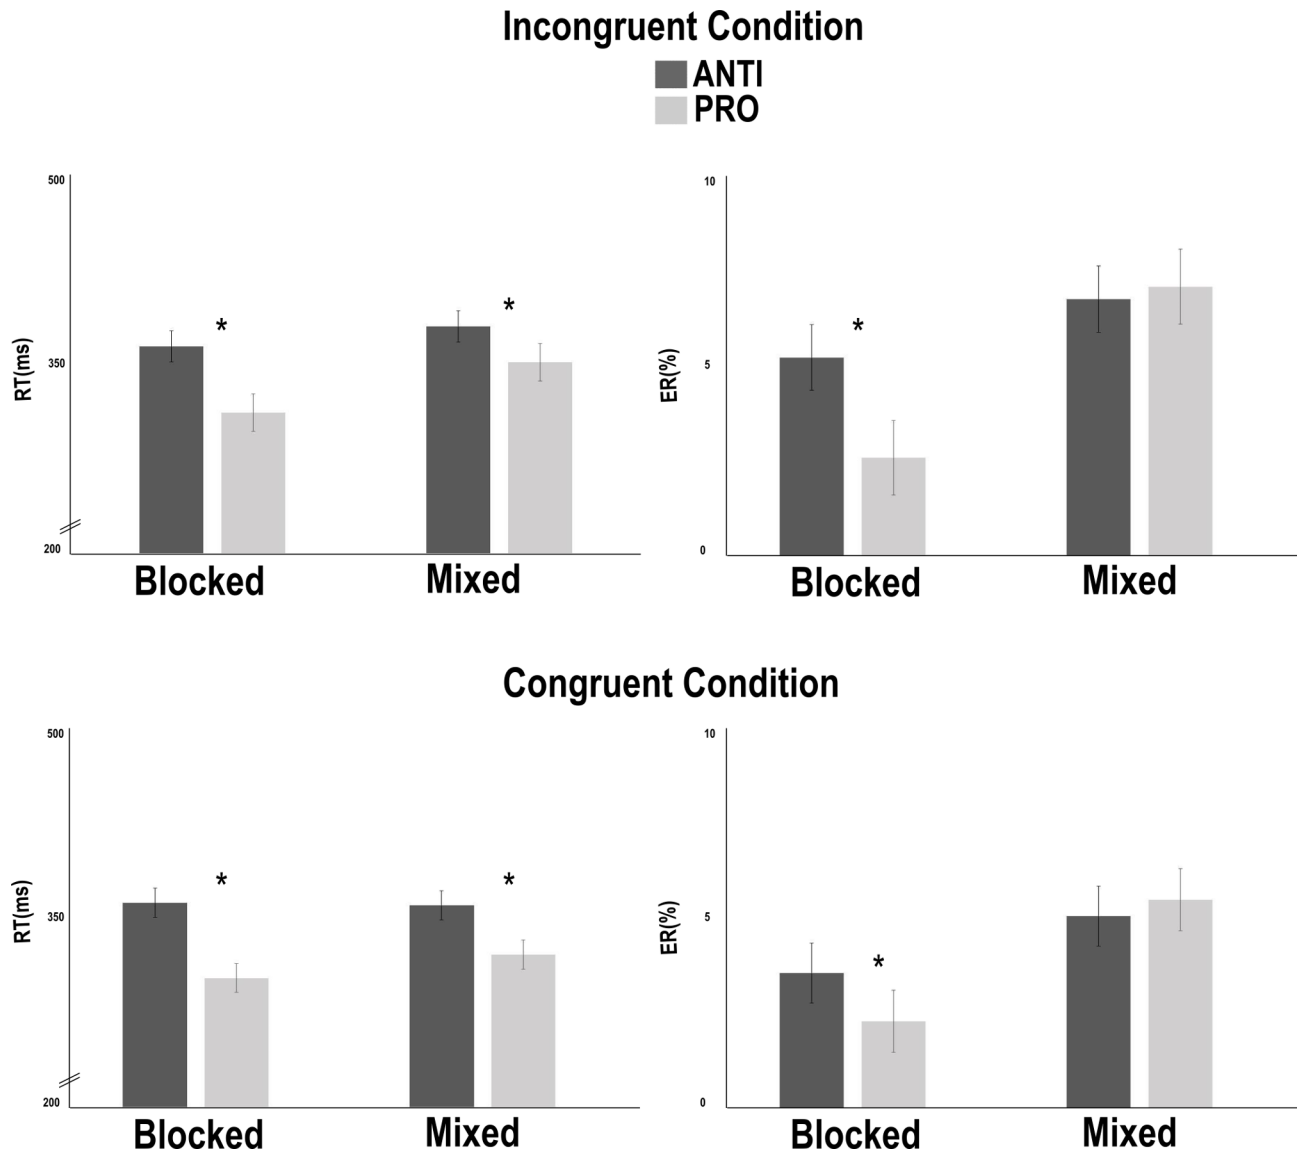 Incongruent Condition
ANTI
PRO
500
350
200
RT(ms)
*
*
Blocked
Mixed
10
5
0
ER(%)
*
Blocked
Mixed
Congruent Condition
500
350
200
RT(ms)
*
*
Blocked
Mixed
10
5
0
ER(%)
*
Blocked
Mixed